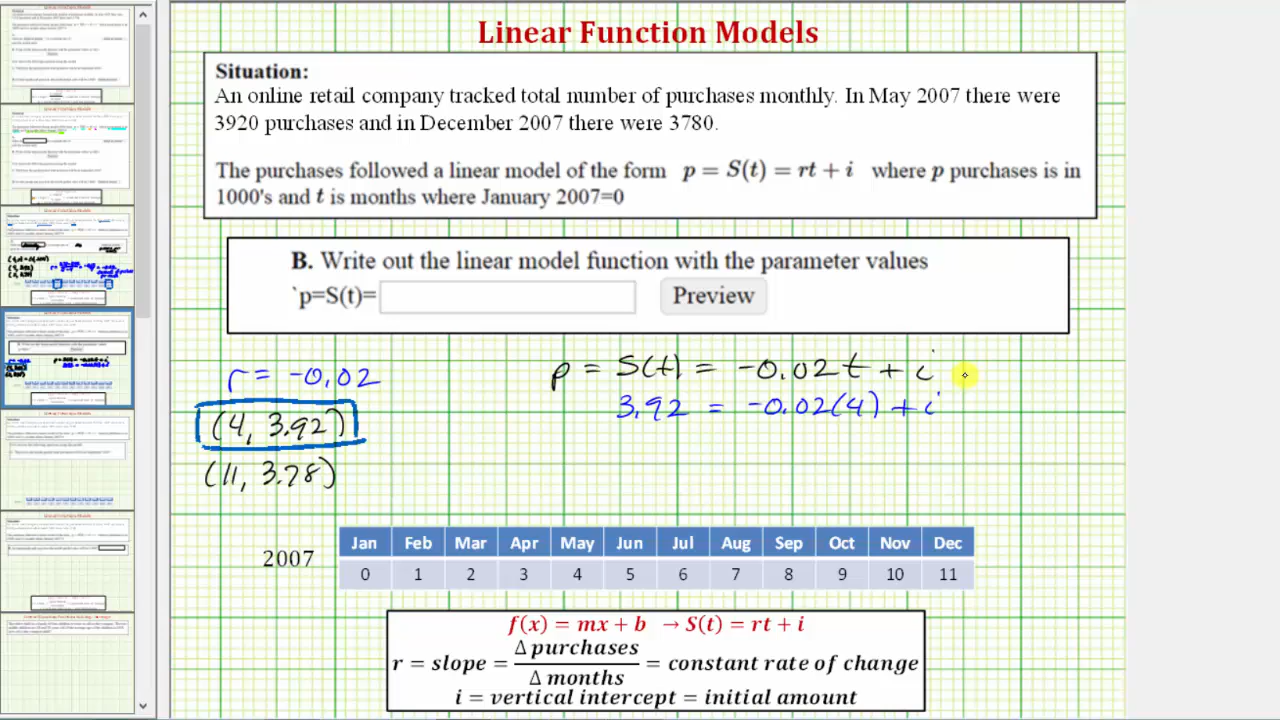 Linear Function Models
Situation:
An online retail company tracked total number of purchases monthly. In May 2007 there were
3920 purchases and in December 2007 there were 3780.
The purchases followed a linear model of the form p = S(t) = rt + i where p purchases is in
1000's and t is months where January 2007=0
B. Write out the linear model function with the parameter values
`p=S(t)= Preview
r = -0.02
(4, 3.92)
(11, 3.78)
p = S(t) = -0.02t + i
3.92 = -0.02(4) + i
2007
Jan Feb Mar Apr May Jun Jul Aug Sep Oct Nov Dec
0 1 2 3 4 5 6 7 8 9 10 11
f(x) = mx + b → S(t) = rt + i
r = slope = Δ purchases / Δ months = constant rate of change
i = vertical intercept = initial amount